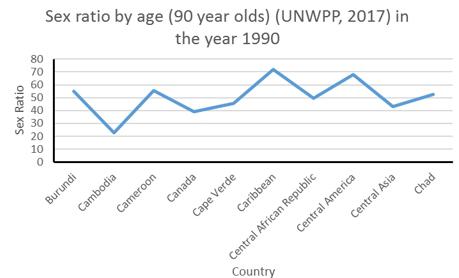 Sex ratio by age (90 year olds) (UNWPP, 2017) in
the year 1990
80
70
60
50
40
30
20
10
0
Sex Ratio
Burundi
Cambodia
Cameroon
Canada
Cape Verde
Caribbean
Central African Republic
Central America
Central Asia
Chad
Country